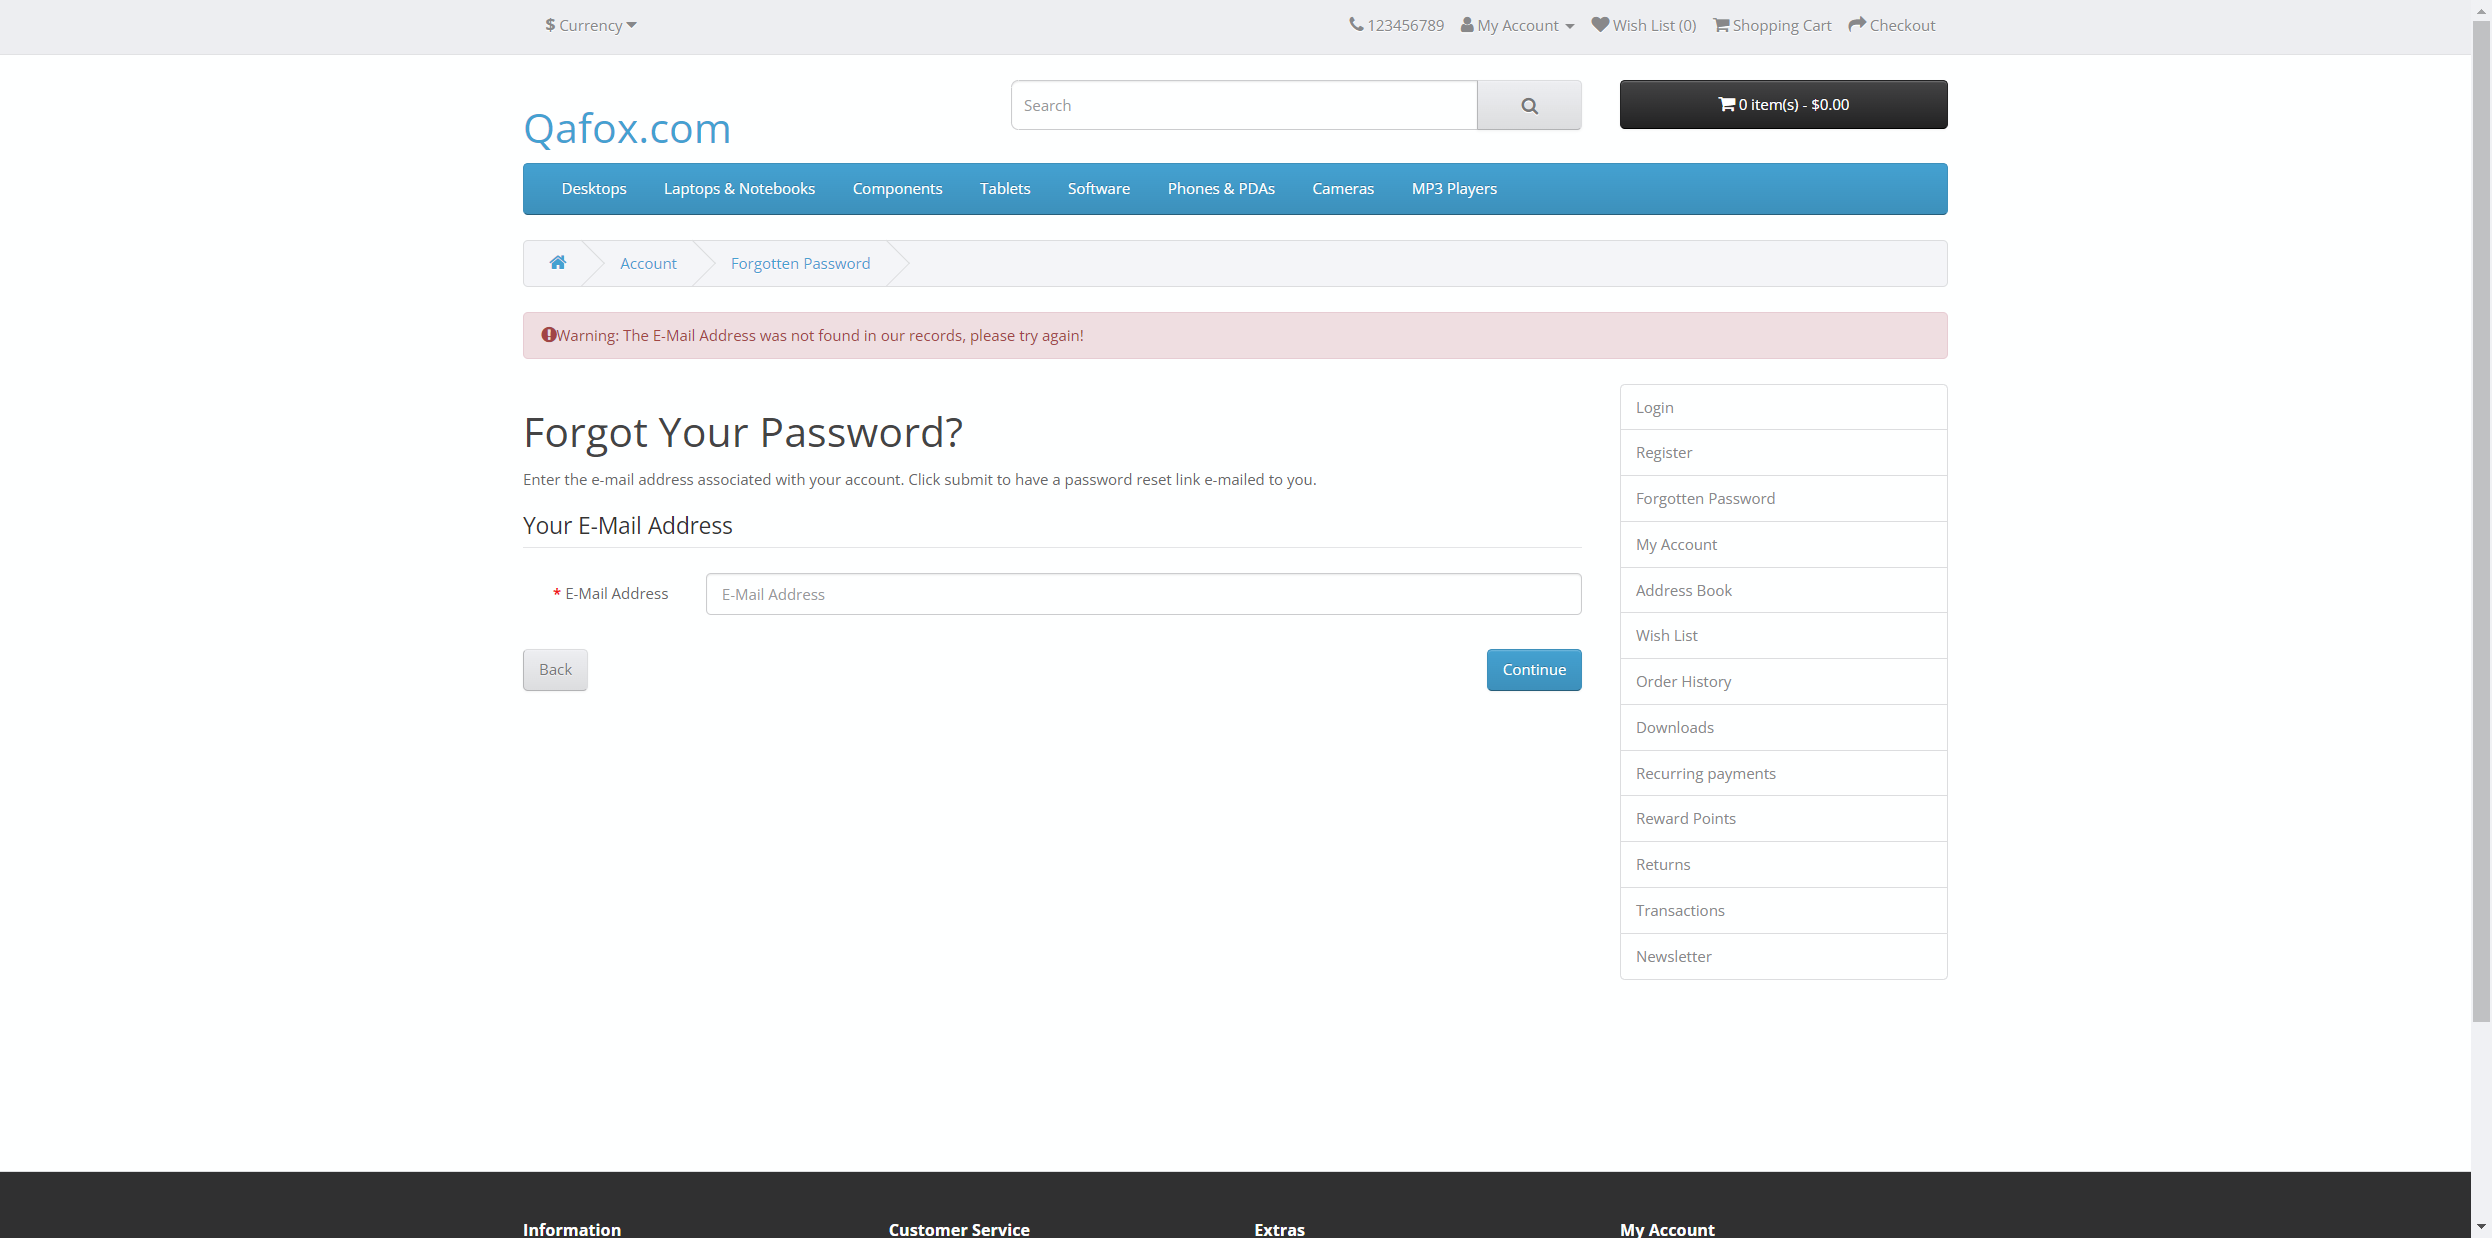 $ Currency
123456789 My Account Wish List (0) Shopping Cart Checkout
Qafox.com
Search
0 item(s) - $0.00
Desktops Laptops & Notebooks Components Tablets Software Phones & PDAs Cameras MP3 Players
Account Forgotten Password
Warning: The E-Mail Address was not found in our records, please try again!
Forgot Your Password?
Enter the e-mail address associated with your account. Click submit to have a password reset link e-mailed to you.
Your E-Mail Address
* E-Mail Address
E-Mail Address
Back
Continue
Login
Register
Forgotten Password
My Account
Address Book
Wish List
Order History
Downloads
Recurring payments
Reward Points
Returns
Transactions
Newsletter
Information
Customer Service
Extras
My Account